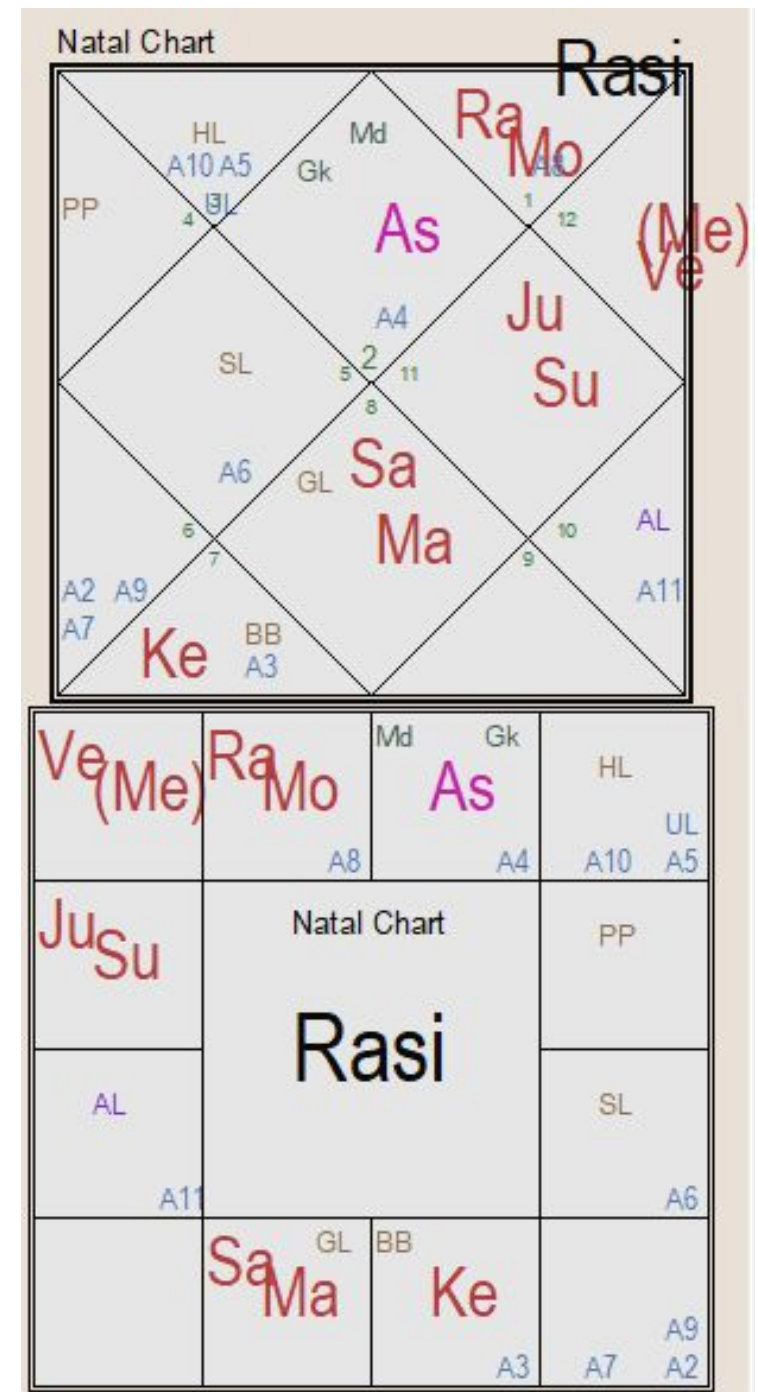 Natal Chart
Rasi
HL Md Ra
A10 A5 Gk Mo A8
PP 4 3 UL As 1 12 (Me)
Ve
A4 Ju
SL 5 2 11 Su
8
A6 GL Sa
Ma AL
6 7 9 10
A2 A9 A11
A7 Ke BB
A3
Ve (Me) Ra Mo Md Gk As HL
UL
A8 A4 A10 A5
Ju Su Natal Chart PP
Rasi
AL SL
A11 A6
Sa Ma GL BB Ke
A9
A3 A7 A2